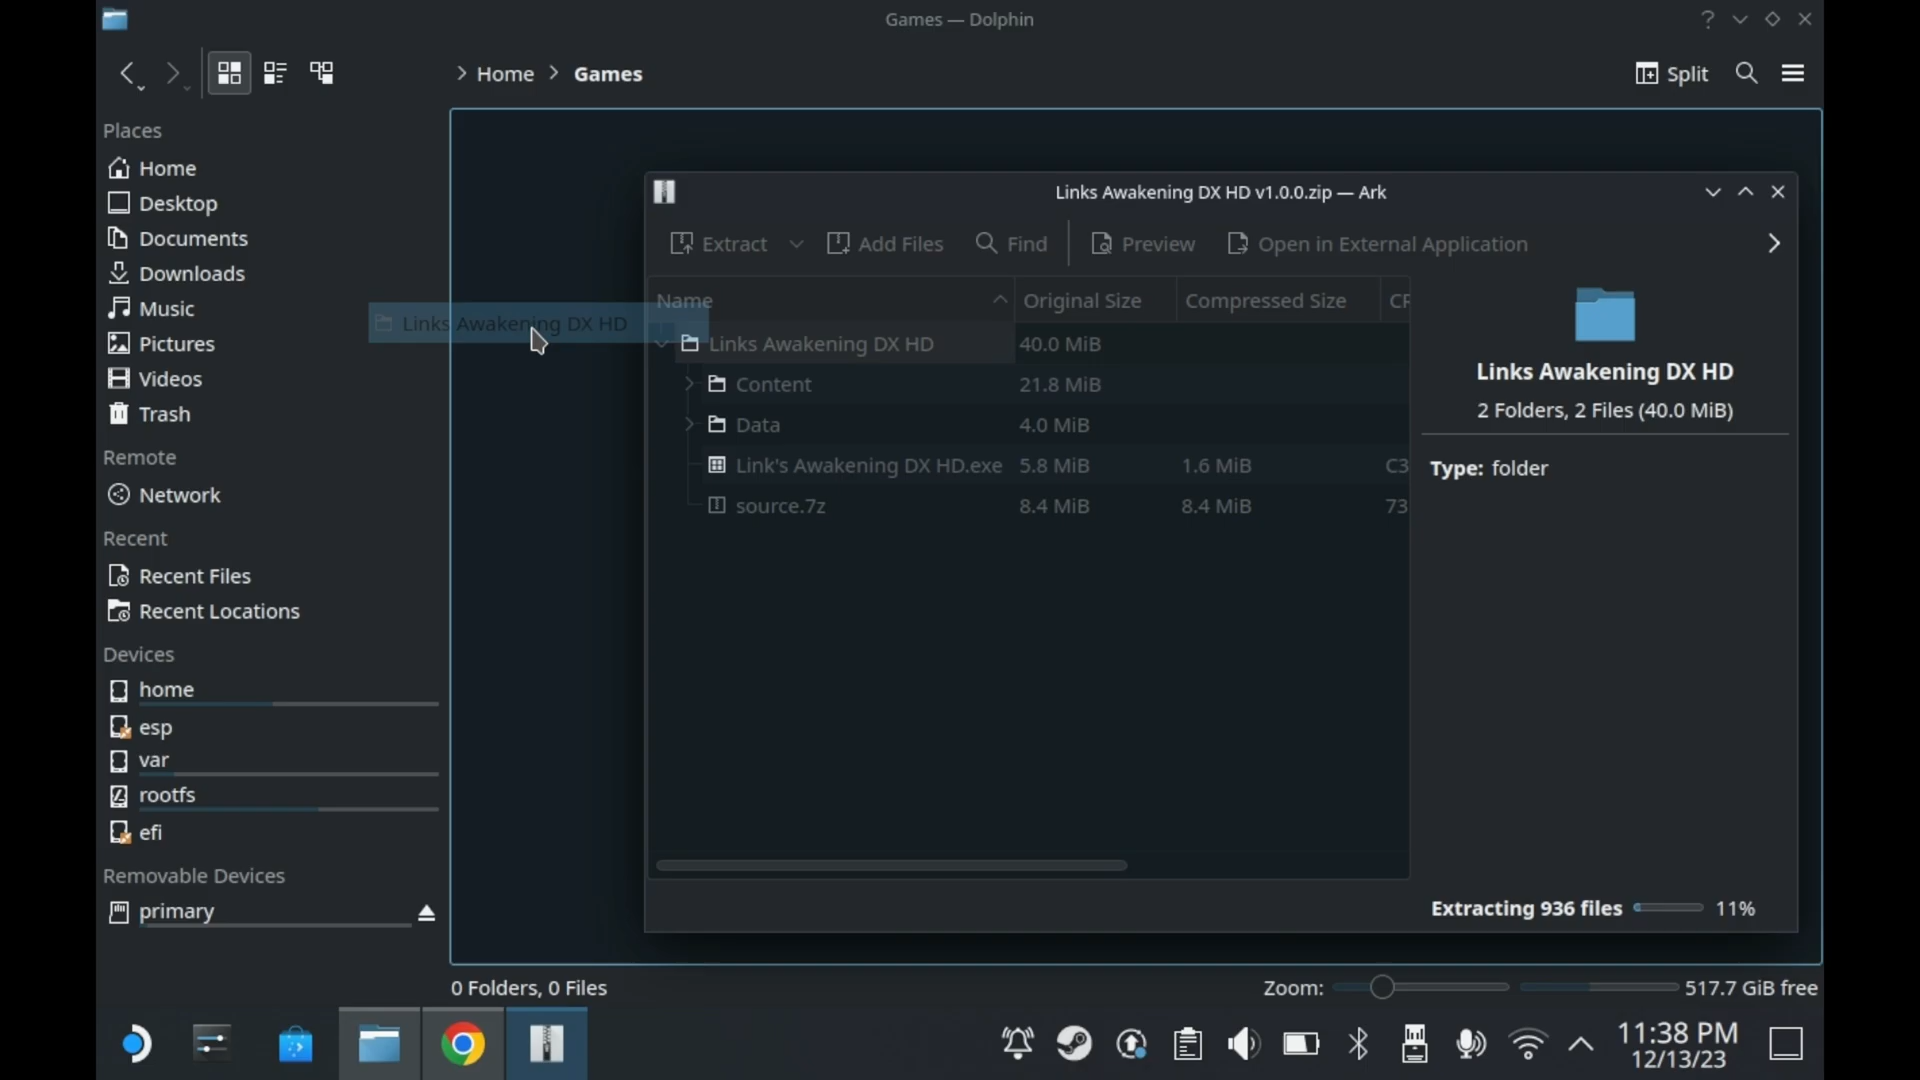 Games — Dolphin
Home
Games
Split
Places
Home
Desktop
Documents
Downloads
Music
Pictures
Videos
Trash
Remote
Network
Recent
Recent Files
Recent Locations
Devices
home
esp
var
rootfs
efi
Removable Devices
primary
Links Awakening DX HD v1.0.0.zip — Ark
Extract
Add Files
Find
Preview
Open in External Application
Name
Original Size
Compressed Size
CR
Links Awakening DX HD
Links Awakening DX HD
40.0 MiB
Content
21.8 MiB
Data
4.0 MiB
Link's Awakening DX HD.exe
5.8 MiB
1.6 MiB
C3
source.7z
8.4 MiB
8.4 MiB
73
Links Awakening DX HD
2 Folders, 2 Files (40.0 MiB)
Type: folder
Extracting 936 files
11%
0 Folders, 0 Files
Zoom:
517.7 GiB free
11:38 PM
12/13/23